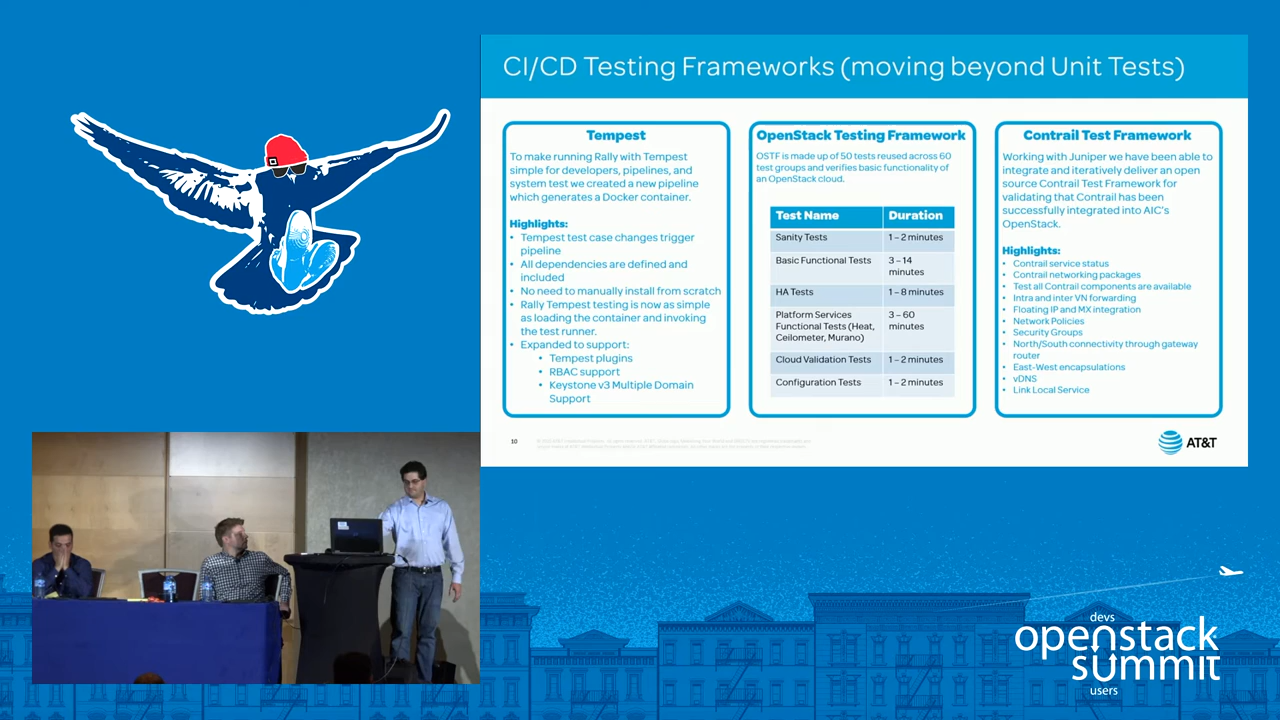 CI/CD Testing Frameworks (moving beyond Unit Tests)
Tempest
To make running Rally with Tempest
simple for developers, pipelines, and
system test we created a new pipeline
which generates a Docker container.
Highlights:
• Tempest test case changes trigger
pipeline
• All dependencies are defined and
included
• No need to manually install from scratch
• Rally Tempest testing is now as simple
as loading the container and invoking
the test runner.
• Expanded to support:
• Tempest plugins
• RBAC support
• Keystone v3 Multiple Domain
Support
OpenStack Testing Framework
OSTF is made up of 50 tests reused across 60
test groups and verifies basic functionality of
an OpenStack cloud.
Test Name Duration
Sanity Tests 1 – 2 minutes
Basic Functional Tests 3 – 14
minutes
HA Tests 1 – 8 minutes
Platform Services 3 – 60
Functional Tests (Heat, minutes
Ceilometer, Murano)
Cloud Validation Tests 1 – 2 minutes
Configuration Tests 1 – 2 minutes
Contrail Test Framework
Working with Juniper we have been able to
integrate and iteratively deliver an open
source Contrail Test Framework for
validating that Contrail has been
successfully integrated into AIC's
OpenStack.
Highlights:
• Contrail service status
• Contrail networking packages
• Test all Contrail components are available
• Intra and inter VN forwarding
• Floating IP and MX integration
• Network Policies
• Security Groups
• North/South connectivity through gateway
router
• East-West encapsulations
• vDNS
• Link Local Service
10
AT&T
devs
openstack
summit
users